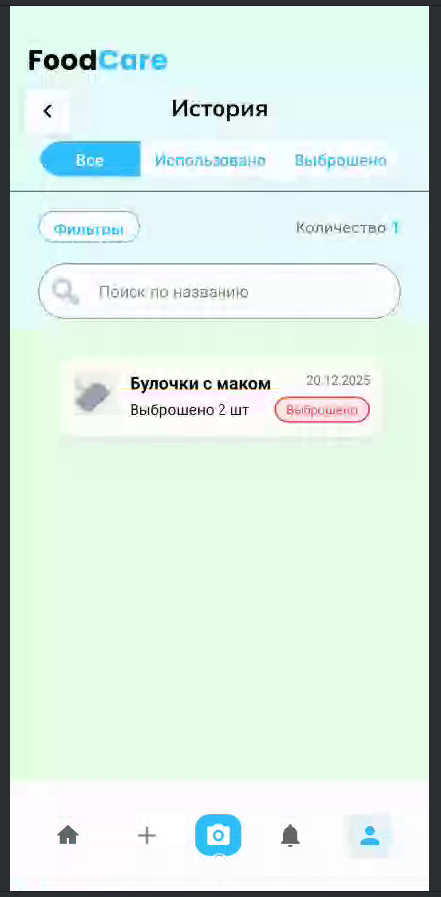 FoodCare
История
Все Использовано Выброшено
Фильтры Количество 1
Поиск по названию
Булочки с маком 20.12.2025
Выброшено 2 шт Выброшено